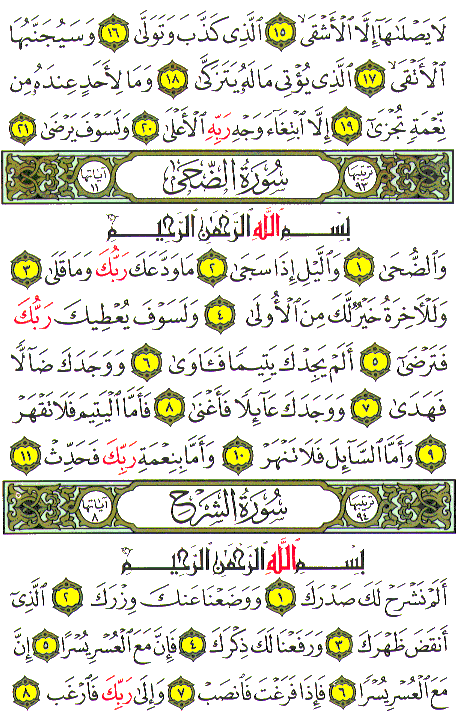 لَا يَصْلَىٰهَآ إِلَّا ٱلْأَشْقَى ١٥ ٱلَّذِى كَذَّبَ وَتَوَلَّىٰ ١٦ وَسَيُجَنَّبُهَا
ٱلْأَتْقَى ١٧ ٱلَّذِى يُؤْتِى مَالَهُۥ يَتَزَكَّىٰ ١٨ وَمَا لِأَحَدٍ عِندَهُۥ مِن
نِّعْمَةٍ تُجْزَىٰٓ ١٩ إِلَّا ٱبْتِغَآءَ وَجْهِ رَبِّهِ ٱلْأَعْلَىٰ ٢٠ وَلَسَوْفَ يَرْضَىٰ ٢١
ترتيبها ٩٣ سُورَةُ الضُّحَىٰ آياتها ١١
بِسْمِ ٱللَّهِ ٱلرَّحْمَٰنِ ٱلرَّحِيمِ
وَٱلضُّحَىٰ ١ وَٱلَّيْلِ إِذَا سَجَىٰ ٢ مَا وَدَّعَكَ رَبُّكَ وَمَا قَلَىٰ ٣
وَلَلْءَاخِرَةُ خَيْرٌ لَّكَ مِنَ ٱلْأُولَىٰ ٤ وَلَسَوْفَ يُعْطِيكَ رَبُّكَ
فَتَرْضَىٰٓ ٥ أَلَمْ يَجِدْكَ يَتِيمًا فَـَٔاوَىٰ ٦ وَوَجَدَكَ ضَآلًّا
فَهَدَىٰ ٧ وَوَجَدَكَ عَآئِلًا فَأَغْنَىٰ ٨ فَأَمَّا ٱلْيَتِيمَ فَلَا تَقْهَرْ
٩ وَأَمَّا ٱلسَّآئِلَ فَلَا تَنْهَرْ ١٠ وَأَمَّا بِنِعْمَةِ رَبِّكَ فَحَدِّثْ ١١
ترتيبها ٩٤ سُورَةُ الشَّرْحِ آياتها ٨
بِسْمِ ٱللَّهِ ٱلرَّحْمَٰنِ ٱلرَّحِيمِ
أَلَمْ نَشْرَحْ لَكَ صَدْرَكَ ١ وَوَضَعْنَا عَنكَ وِزْرَكَ ٢ ٱلَّذِىٓ
أَنقَضَ ظَهْرَكَ ٣ وَرَفَعْنَا لَكَ ذِكْرَكَ ٤ فَإِنَّ مَعَ ٱلْعُسْرِ يُسْرًا ٥ إِنَّ
مَعَ ٱلْعُسْرِ يُسْرًا ٦ فَإِذَا فَرَغْتَ فَٱنصَبْ ٧ وَإِلَىٰ رَبِّكَ فَٱرْغَب ٨